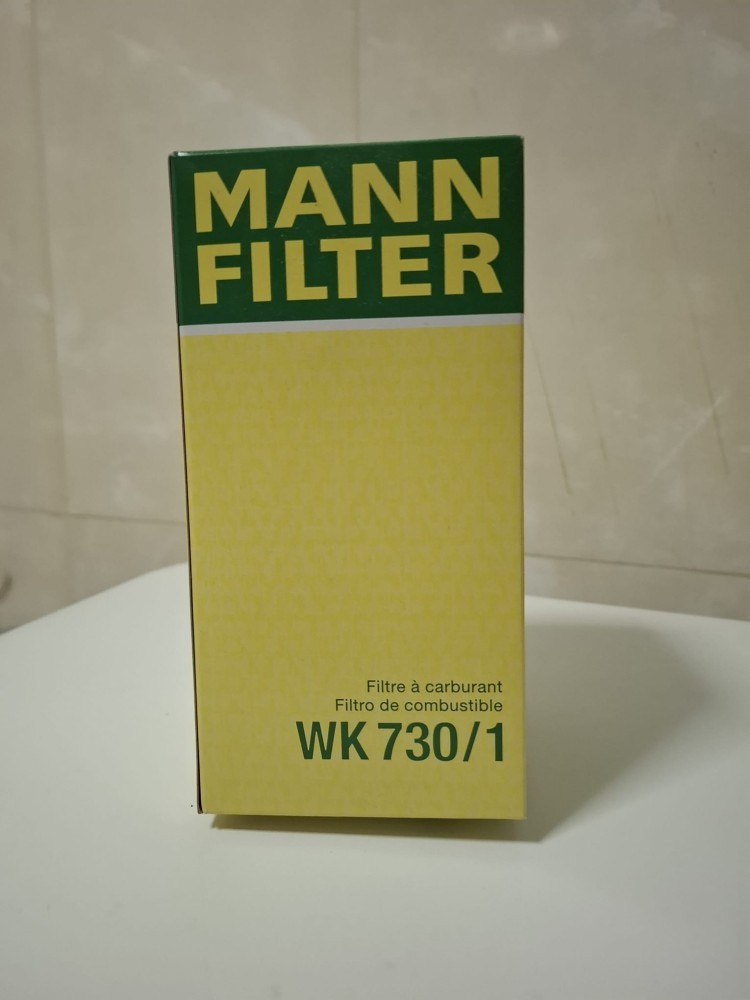 MANN
FILTER
Filtre à carburant
Filtro de combustible
WK 730/1